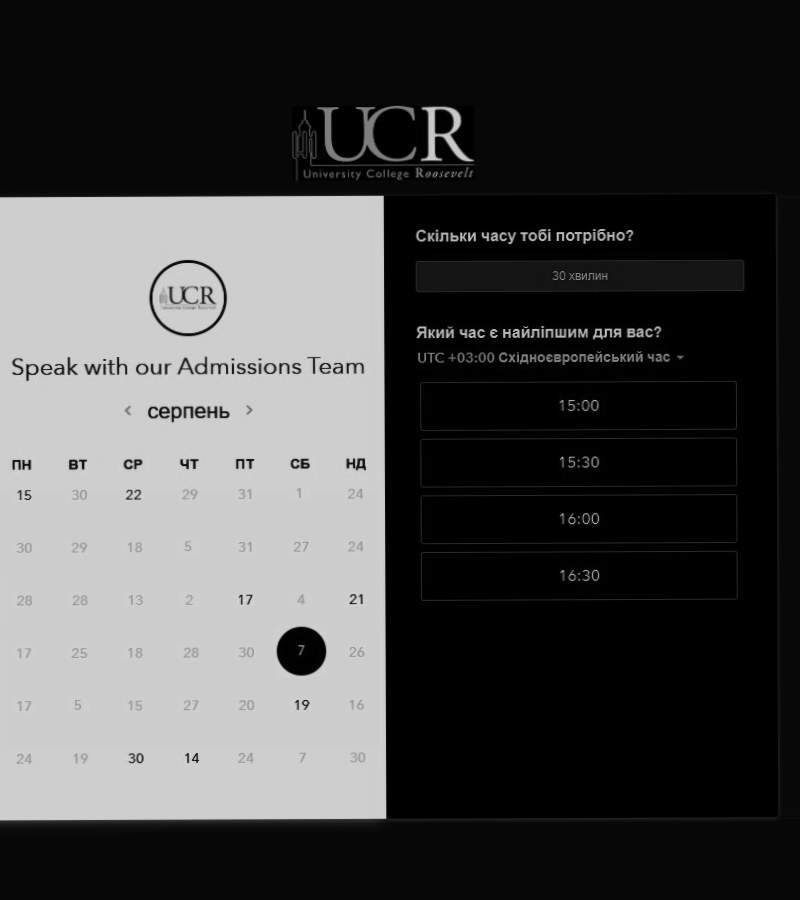 UCR
University College Roosevelt
UCR
University College Roosevelt
Speak with our Admissions Team
серпень
ПН ВТ СР ЧТ ПТ СБ НД
15 30 22 29 31 1 24
30 29 18 5 31 27 24
28 28 13 2 17 4 21
17 25 18 28 30 7 26
17 5 15 27 20 19 16
24 19 30 14 24 7 30
Скільки часу тобі потрібно?
30 хвилин
Який час є найліпшим для вас?
UTC +03:00 Східноєвропейський час
15:00
15:30
16:00
16:30